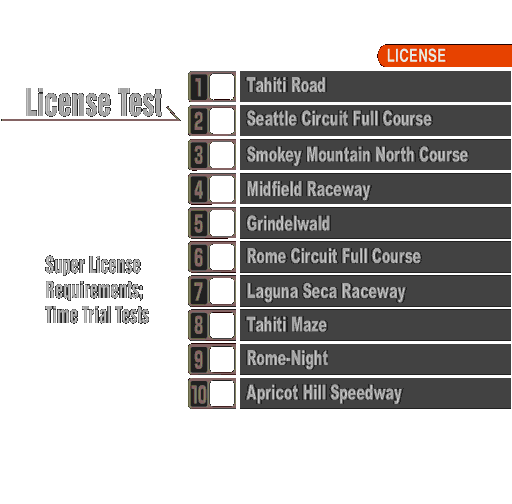 LICENSE
License Test
1 Tahiti Road
2 Seattle Circuit Full Course
3 Smokey Mountain North Course
4 Midfield Raceway
5 Grindelwald
6 Rome Circuit Full Course
7 Laguna Seca Raceway
8 Tahiti Maze
9 Rome-Night
10 Apricot Hill Speedway
Super License
Requirements;
Time Trial Tests